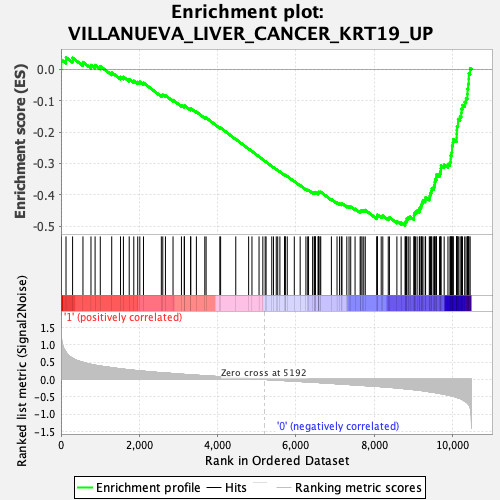 Enrichment plot:
VILLANUEVA_LIVER_CANCER_KRT19_UP
Enrichment score (ES)
0.0
-0.1
-0.2
-0.3
-0.4
-0.5
'1' (positively correlated)
Ranked list metric (Signal2Noise)
1.5
1.0
0.5
0.0
-0.5
-1.0
-1.5
Zero cross at 5192
'0' (negatively correlated)
0 2,000 4,000 6,000 8,000 10,000
Rank in Ordered Dataset
Enrichment profile Hits Ranking metric scores